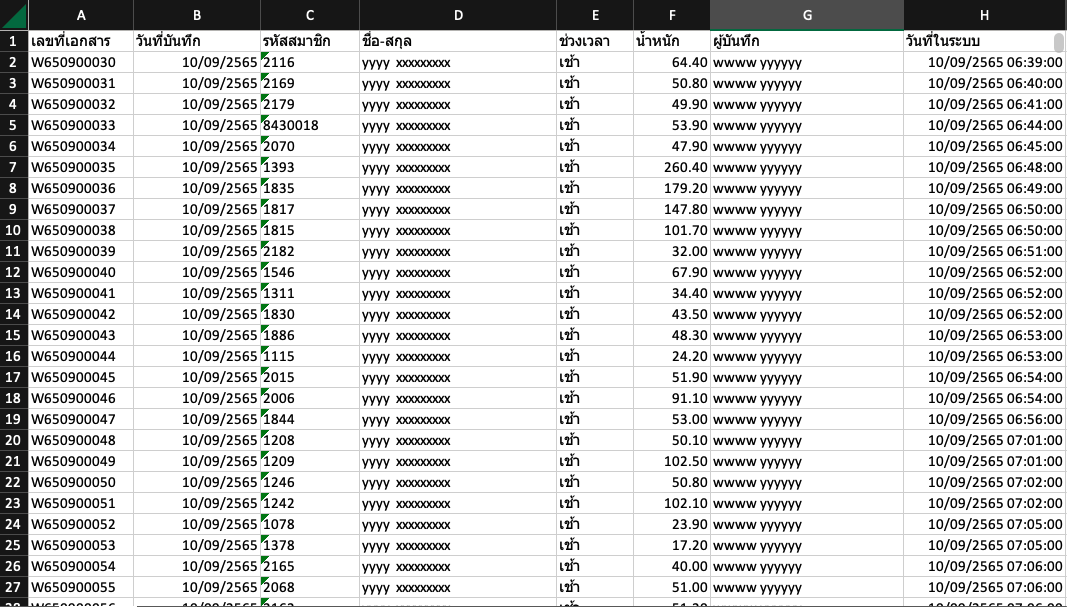 A B C D E F G H
1 เลขที่เอกสาร วันที่บันทึก รหัสสมาชิก ชื่อ-สกุล ช่วงเวลา น้ำหนัก ผู้บันทึก วันที่ในระบบ
2 W650900030 10/09/2565 2116 yyyy xxxxxxxxx เช้า 64.40 wwww yyyyyy 10/09/2565 06:39:00
3 W650900031 10/09/2565 2169 yyyy xxxxxxxxx เช้า 50.80 wwww yyyyyy 10/09/2565 06:40:00
4 W650900032 10/09/2565 2179 yyyy xxxxxxxxx เช้า 49.90 wwww yyyyyy 10/09/2565 06:41:00
5 W650900033 10/09/2565 8430018 yyyy xxxxxxxxx เช้า 53.90 wwww yyyyyy 10/09/2565 06:44:00
6 W650900034 10/09/2565 2070 yyyy xxxxxxxxx เช้า 47.90 wwww yyyyyy 10/09/2565 06:45:00
7 W650900035 10/09/2565 1393 yyyy xxxxxxxxx เช้า 260.40 wwww yyyyyy 10/09/2565 06:48:00
8 W650900036 10/09/2565 1835 yyyy xxxxxxxxx เช้า 179.20 wwww yyyyyy 10/09/2565 06:49:00
9 W650900037 10/09/2565 1817 yyyy xxxxxxxxx เช้า 147.80 wwww yyyyyy 10/09/2565 06:50:00
10 W650900038 10/09/2565 1815 yyyy xxxxxxxxx เช้า 101.70 wwww yyyyyy 10/09/2565 06:50:00
11 W650900039 10/09/2565 2182 yyyy xxxxxxxxx เช้า 32.00 wwww yyyyyy 10/09/2565 06:51:00
12 W650900040 10/09/2565 1546 yyyy xxxxxxxxx เช้า 67.90 wwww yyyyyy 10/09/2565 06:52:00
13 W650900041 10/09/2565 1311 yyyy xxxxxxxxx เช้า 34.40 wwww yyyyyy 10/09/2565 06:52:00
14 W650900042 10/09/2565 1830 yyyy xxxxxxxxx เช้า 43.50 wwww yyyyyy 10/09/2565 06:52:00
15 W650900043 10/09/2565 1886 yyyy xxxxxxxxx เช้า 48.30 wwww yyyyyy 10/09/2565 06:53:00
16 W650900044 10/09/2565 1115 yyyy xxxxxxxxx เช้า 24.20 wwww yyyyyy 10/09/2565 06:53:00
17 W650900045 10/09/2565 2015 yyyy xxxxxxxxx เช้า 51.90 wwww yyyyyy 10/09/2565 06:54:00
18 W650900046 10/09/2565 2006 yyyy xxxxxxxxx เช้า 91.10 wwww yyyyyy 10/09/2565 06:54:00
19 W650900047 10/09/2565 1844 yyyy xxxxxxxxx เช้า 53.00 wwww yyyyyy 10/09/2565 06:56:00
20 W650900048 10/09/2565 1208 yyyy xxxxxxxxx เช้า 50.10 wwww yyyyyy 10/09/2565 07:01:00
21 W650900049 10/09/2565 1209 yyyy xxxxxxxxx เช้า 102.50 wwww yyyyyy 10/09/2565 07:01:00
22 W650900050 10/09/2565 1246 yyyy xxxxxxxxx เช้า 50.80 wwww yyyyyy 10/09/2565 07:02:00
23 W650900051 10/09/2565 1242 yyyy xxxxxxxxx เช้า 102.10 wwww yyyyyy 10/09/2565 07:02:00
24 W650900052 10/09/2565 1078 yyyy xxxxxxxxx เช้า 23.90 wwww yyyyyy 10/09/2565 07:05:00
25 W650900053 10/09/2565 1378 yyyy xxxxxxxxx เช้า 17.20 wwww yyyyyy 10/09/2565 07:05:00
26 W650900054 10/09/2565 2165 yyyy xxxxxxxxx เช้า 40.00 wwww yyyyyy 10/09/2565 07:06:00
27 W650900055 10/09/2565 2068 yyyy xxxxxxxxx เช้า 51.00 wwww yyyyyy 10/09/2565 07:06:00